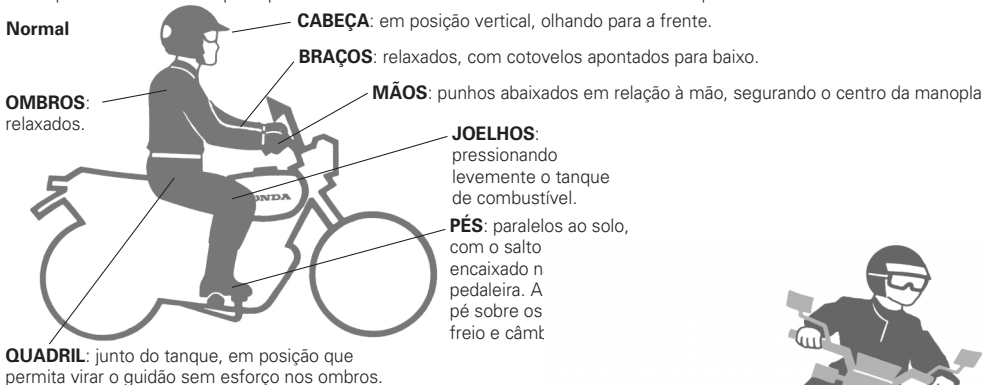 Normal
CABEÇA: em posição vertical, olhando para a frente.
BRAÇOS: relaxados, com cotovelos apontados para baixo.
MÃOS: punhos abaixados em relação à mão, segurando o centro da manopla
OMBROS:
relaxados.
JOELHOS:
pressionando
levemente o tanque
de combustível.
PÉS: paralelos ao solo,
com o salto
encaixado n
pedaleira. A
pé sobre os
freio e câmb
QUADRIL: junto do tanque, em posição que
permita virar o guidão sem esforço nos ombros.
ONDA